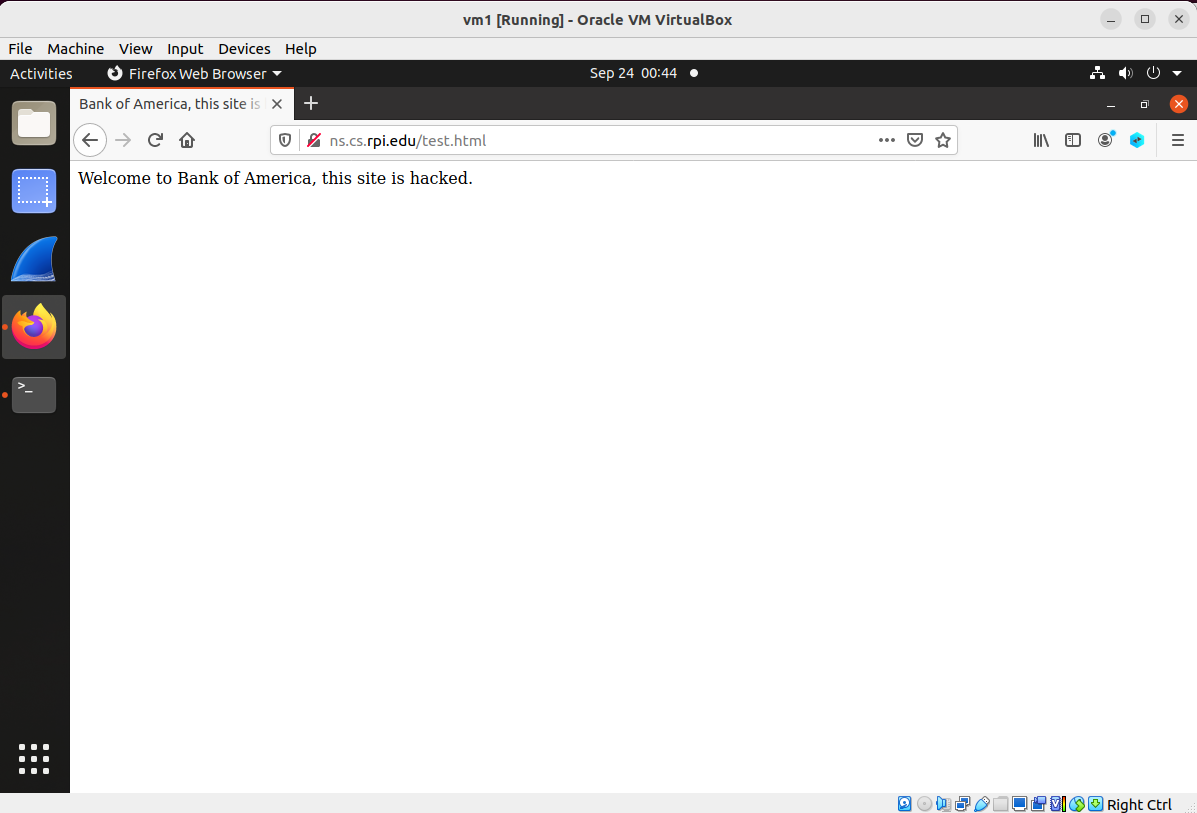 vm1 [Running] - Oracle VM VirtualBox
File Machine View Input Devices Help
Activities Firefox Web Browser Sep 24 00:44
Bank of America, this site is
ns.cs.rpi.edu/test.html
Welcome to Bank of America, this site is hacked.
>_
Right Ctrl